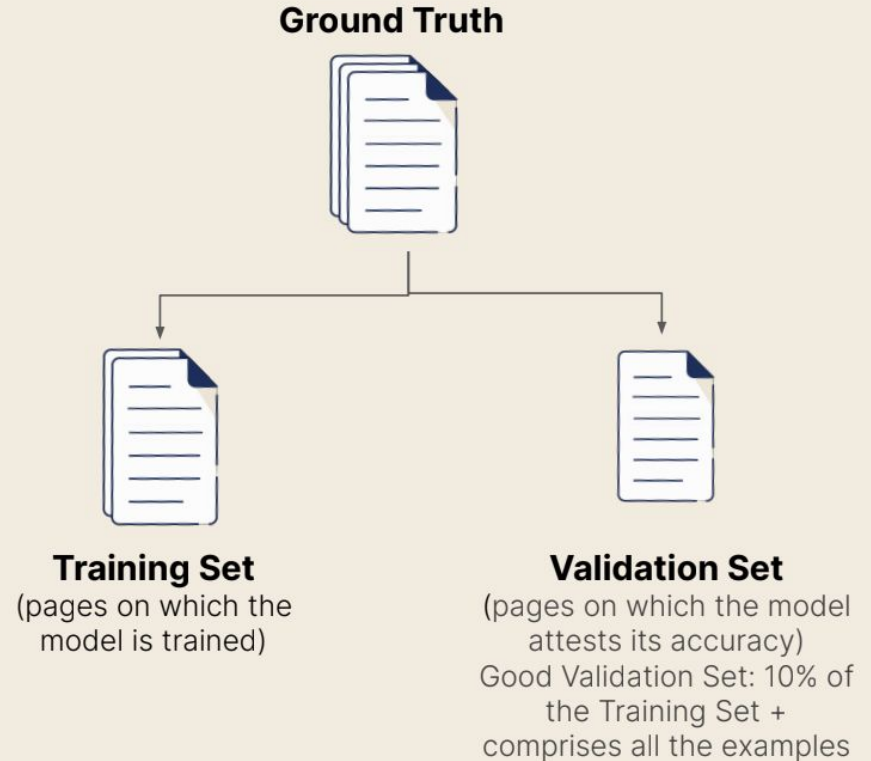 Ground Truth
Training Set
(pages on which the
model is trained)
Validation Set
(pages on which the model
attests its accuracy)
Good Validation Set: 10% of
the Training Set +
comprises all the examples